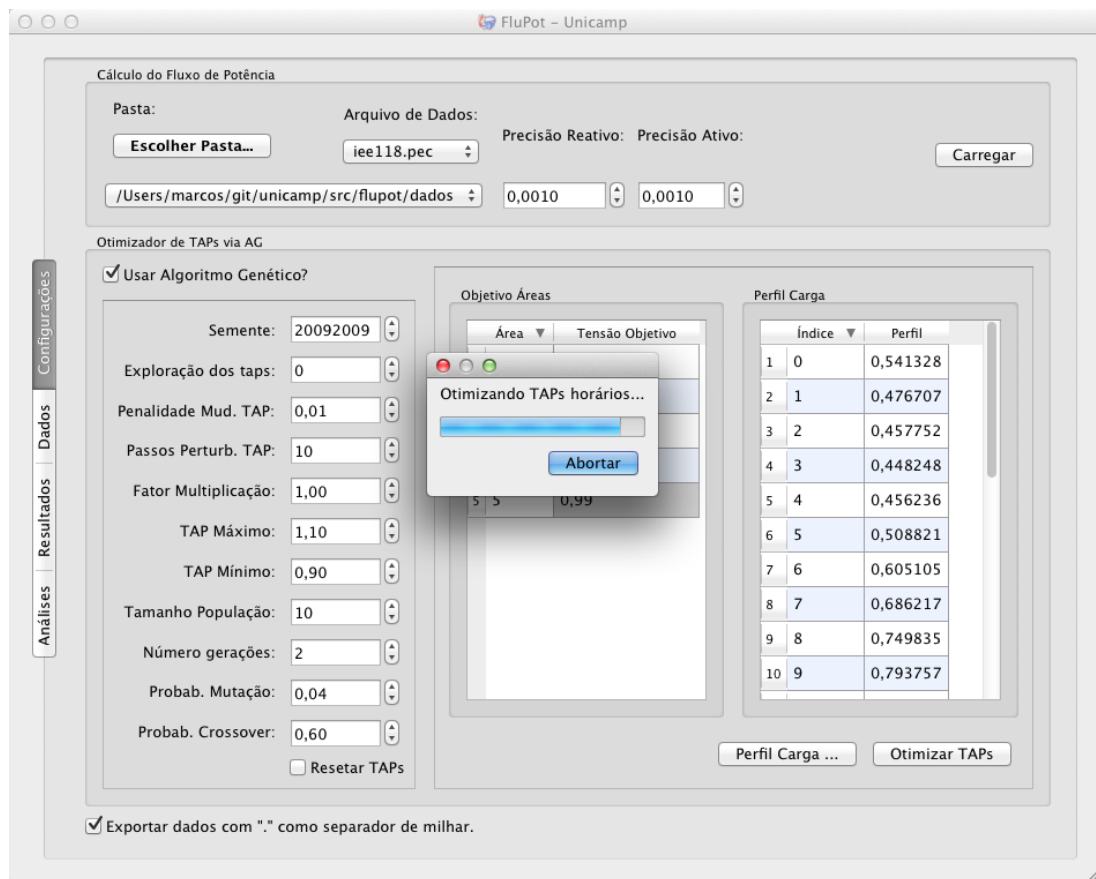 FluPot – Unicamp
Cálculo do Fluxo de Potência
Pasta:
Arquivo de Dados:
Escolher Pasta...
iee118.pec
Precisão Reativo: Precisão Ativo:
Carregar
/Users/marcos/git/unicamp/src/flupot/dados
0,0010
0,0010
Configurações
Dados
Resultados
Análises
Otimizador de TAPs via AG
Usar Algoritmo Genético?
Semente: 20092009
Exploração dos taps: 0
Penalidade Mud. TAP: 0,01
Passos Perturb. TAP: 10
Fator Multiplicação: 1,00
TAP Máximo: 1,10
TAP Mínimo: 0,90
Tamanho População: 10
Número gerações: 2
Probab. Mutação: 0,04
Probab. Crossover: 0,60
Resetar TAPs
Objetivo Áreas
Área Tensão Objetivo
5 5 0,99
Otimizando TAPs horários...
Abortar
Perfil Carga
Índice Perfil
1 0 0,541328
2 1 0,476707
3 2 0,457752
4 3 0,448248
5 4 0,456236
6 5 0,508821
7 6 0,605105
8 7 0,686217
9 8 0,749835
10 9 0,793757
Perfil Carga ...
Otimizar TAPs
Exportar dados com "." como separador de milhar.